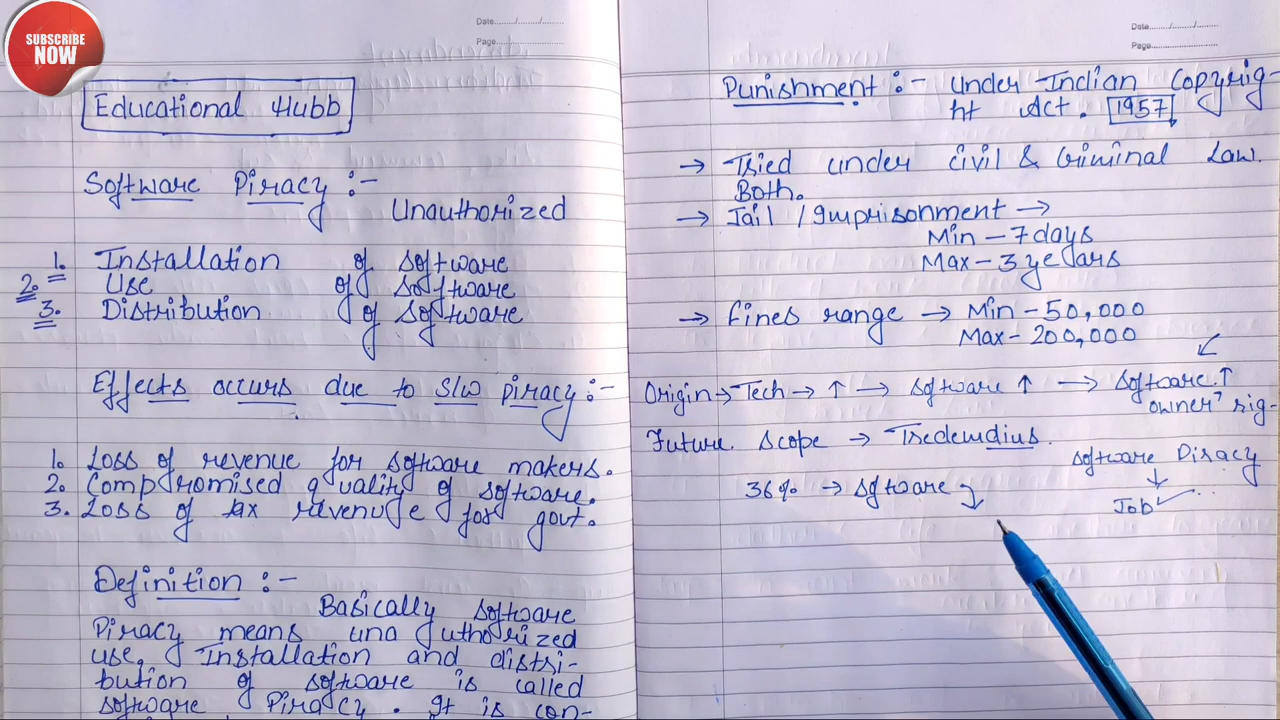 SUBSCRIBE
NOW
Date......./......./.......
Page.......................
Educational Hubb
Software Piracy :-
Unauthorized
1. Installation of software
2. Use of software
3. Distribution of software
Effects occurs due to S/W piracy :-
1. Loss of revenue for software makers.
2. Compromised quality of software.
3. Loss of tax revenue for govt.
Definition :-
Basically software
Piracy means unauthorized
use, Installation and distri-
bution of software is called
software Piracy. It is con-
Date......./......./.......
Page.......................
Punishment :- Under Indian Copyrig-
ht Act. 1957
→ Tried under civil & Criminal Law.
Both.
→ Jail / Imprisonment →
Min - 7 days
Max - 3 years
→ fines range → Min - 50,000
Max - 200,000
Origin → Tech → ↑ → software ↑ → software ↑
owner rig-
Future Scope →
software Piracy
36% → software ↓
Job ✓